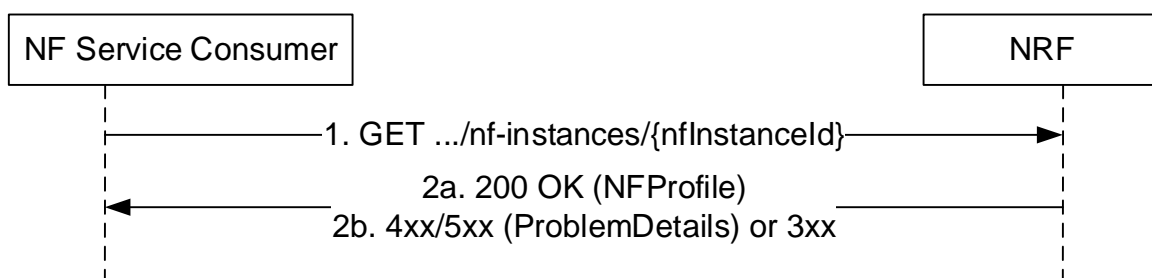 NF Service Consumer
NRF
1. GET .../nf-instances/{nfInstanceId}
2a. 200 OK (NFProfile)
2b. 4xx/5xx (ProblemDetails) or 3xx